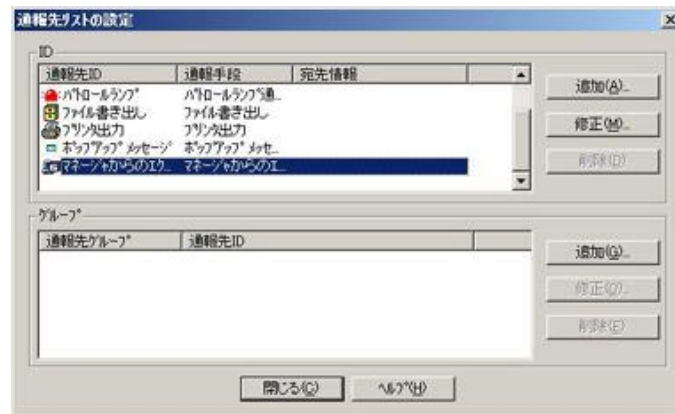 通報先リストの設定
ID
通報先ID 通報手段 宛先情報
パトロールランプ パトロールランプ通...
ファイル書き出し ファイル書き出し
プリンタ出力 プリンタ出力
ポップアップ メッセージ ポップアップ メッセ...
マネージャからのエク... マネージャからのエ...
追加(A)...
修正(M)...
削除(D)
グループ
通報先グループ 通報先ID
追加(G)...
修正(O)...
削除(E)
閉じる(C) ヘルプ(H)